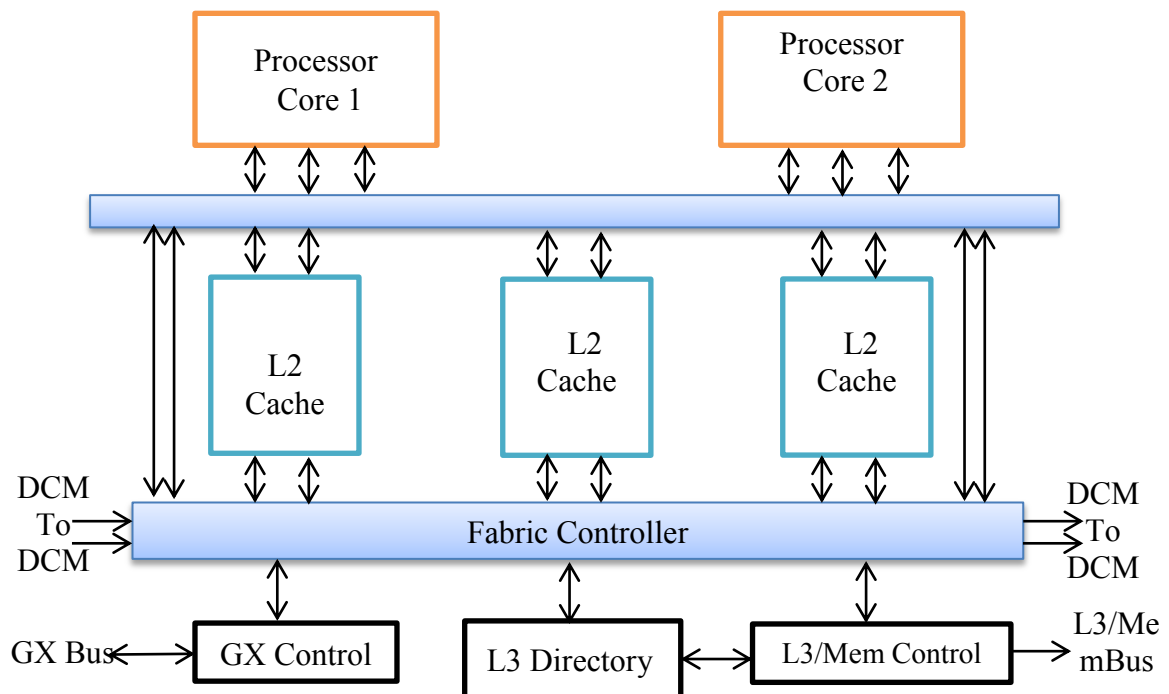 Processor
Core 1
Processor
Core 2
L2
Cache
L2
Cache
L2
Cache
DCM
To
DCM
Fabric Controller
DCM
To
DCM
GX Bus
GX Control
L3 Directory
L3/Mem Control
L3/Me
mBus